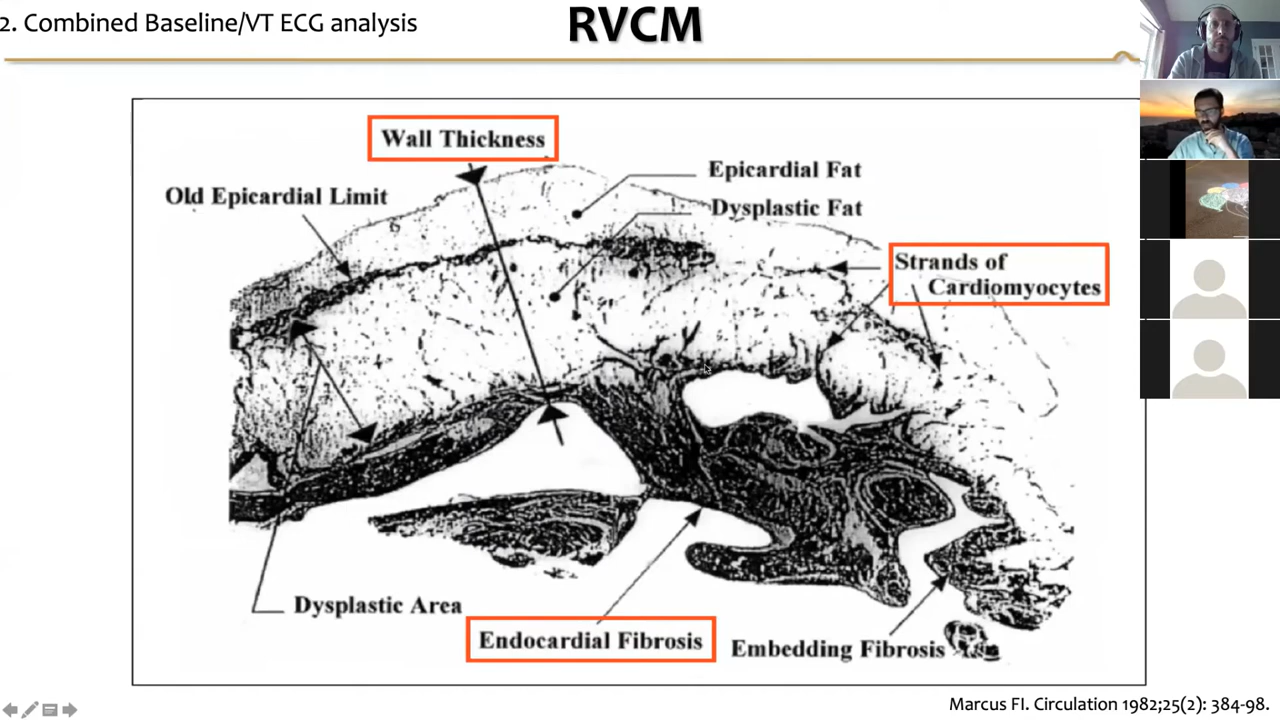 2. Combined Baseline/VT ECG analysis
RVCM
Wall Thickness
Old Epicardial Limit
Epicardial Fat
Dysplastic Fat
Strands of
Cardiomyocytes
Dysplastic Area
Endocardial Fibrosis
Embedding Fibrosis
Marcus FI. Circulation 1982;25(2): 384-98.